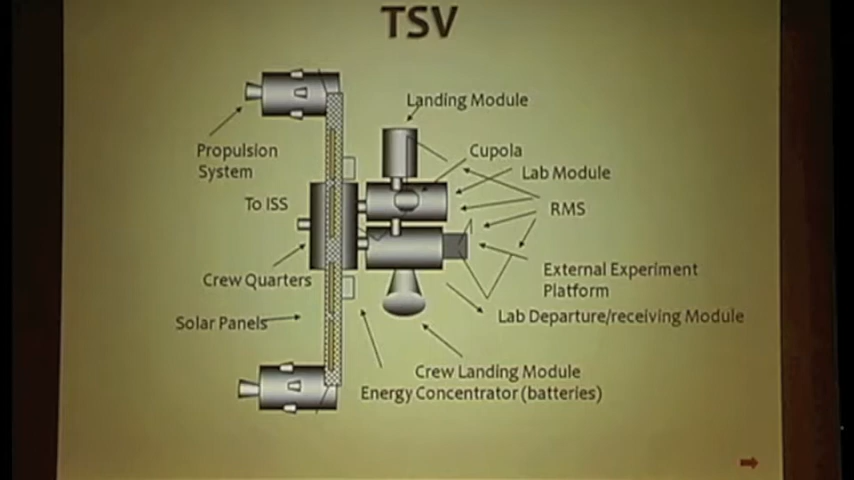 TSV
Landing Module
Propulsion
System
Cupola
Lab Module
To ISS
RMS
Crew Quarters
External Experiment
Platform
Solar Panels
Lab Departure/receiving Module
Crew Landing Module
Energy Concentrator (batteries)